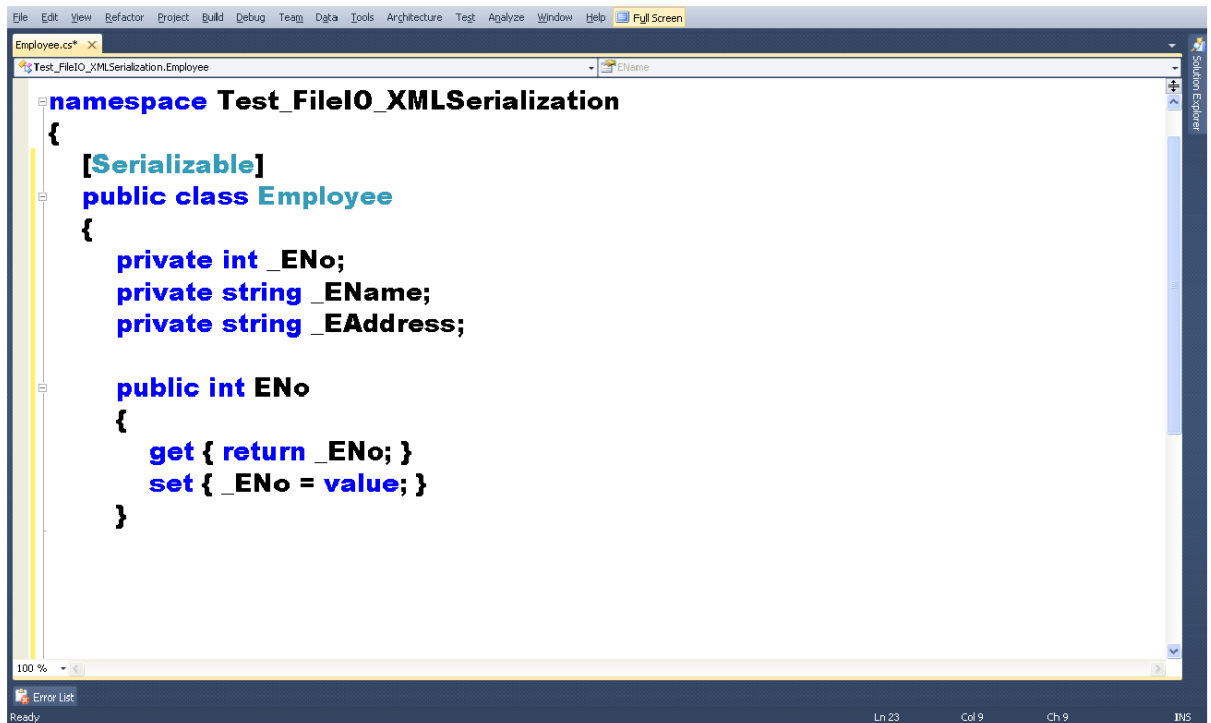 File Edit View Refactor Project Build Debug Team Data Tools Architecture Test Analyze Window Help Full Screen
Employee.cs* X
Test_FileIO_XMLSerialization.Employee EName
Solution Explorer
namespace Test_FileIO_XMLSerialization
{
[Serializable]
public class Employee
{
private int _ENo;
private string _EName;
private string _EAddress;
public int ENo
{
get { return _ENo; }
set { _ENo = value; }
}
100 %
Error List
Ready Ln 23 Col 9 Ch 9 INS